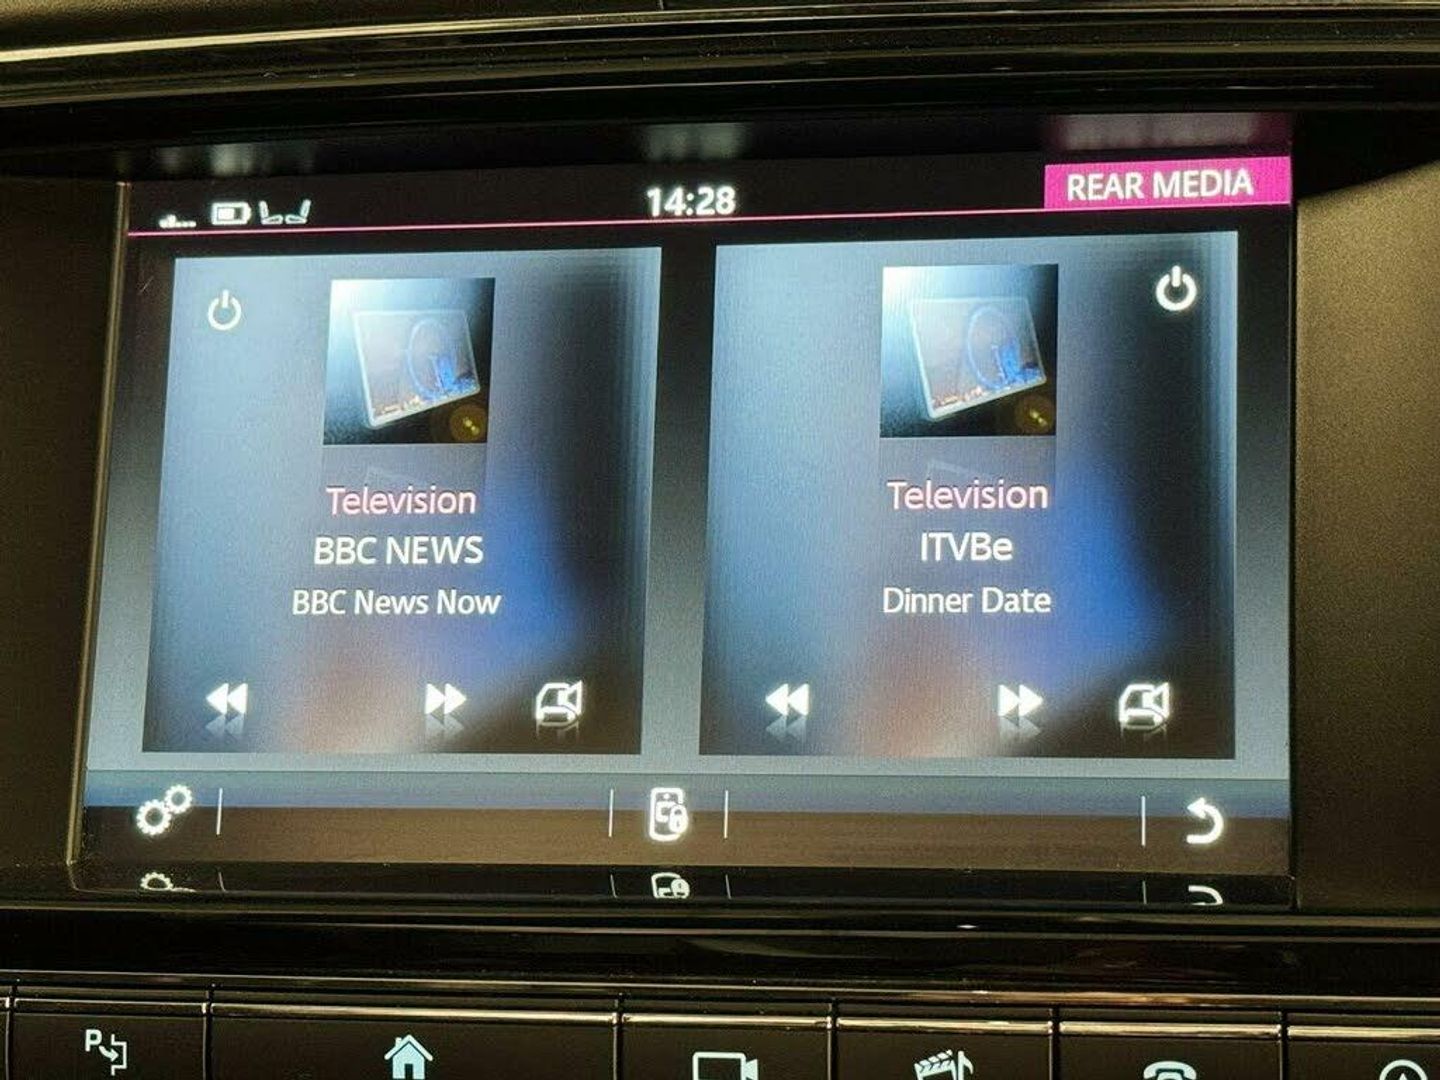 14:28
REAR MEDIA
Television
BBC NEWS
BBC News Now
Television
ITVBe
Dinner Date
P